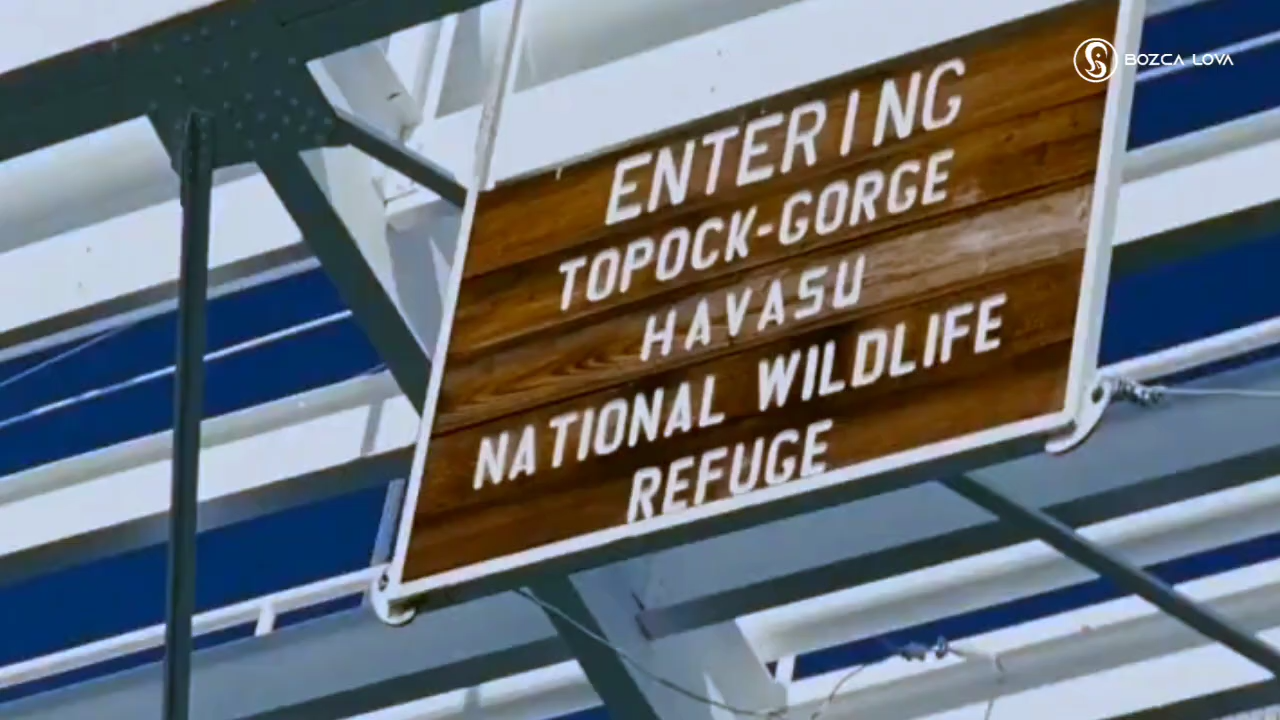 BOZCA LOVA
ENTERING
TOPOCK-GORGE
HAVASU
NATIONAL WILDLIFE
REFUGE